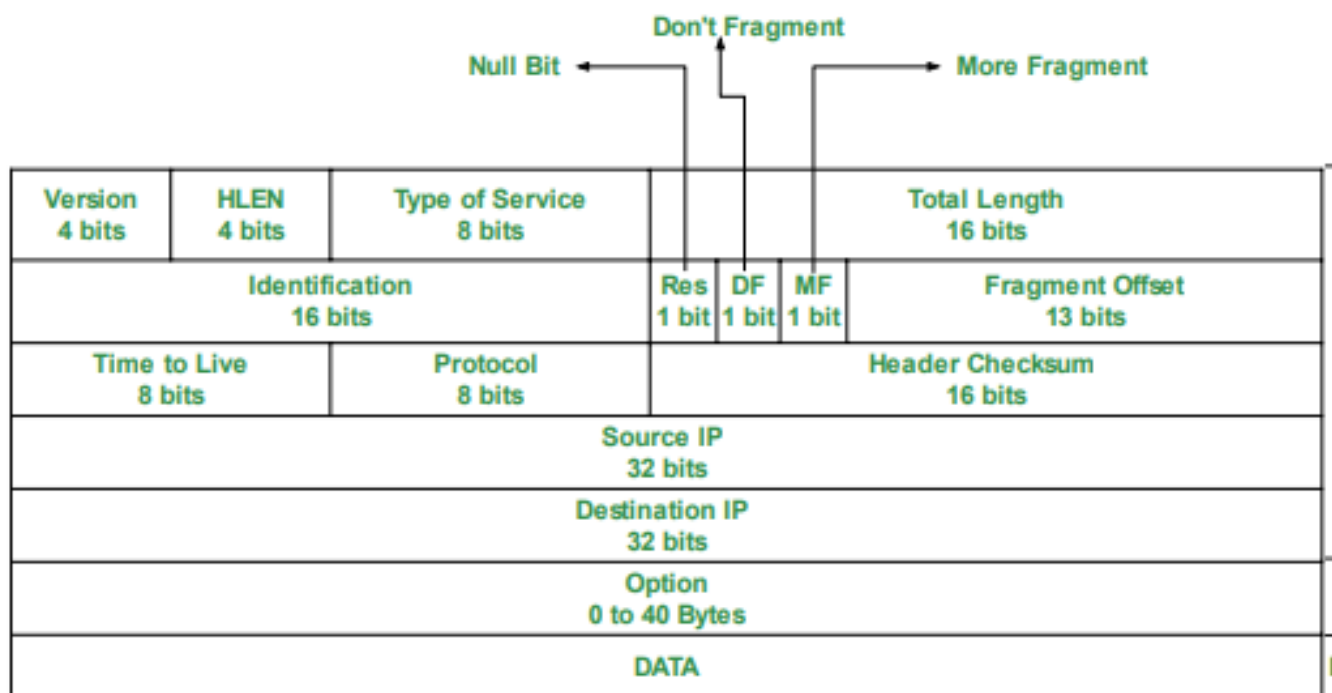 Don't Fragment
Null Bit
More Fragment
Version
4 bits
HLEN
4 bits
Type of Service
8 bits
Total Length
16 bits
Identification
16 bits
Res
1 bit
DF
1 bit
MF
1 bit
Fragment Offset
13 bits
Time to Live
8 bits
Protocol
8 bits
Header Checksum
16 bits
Source IP
32 bits
Destination IP
32 bits
Option
0 to 40 Bytes
DATA